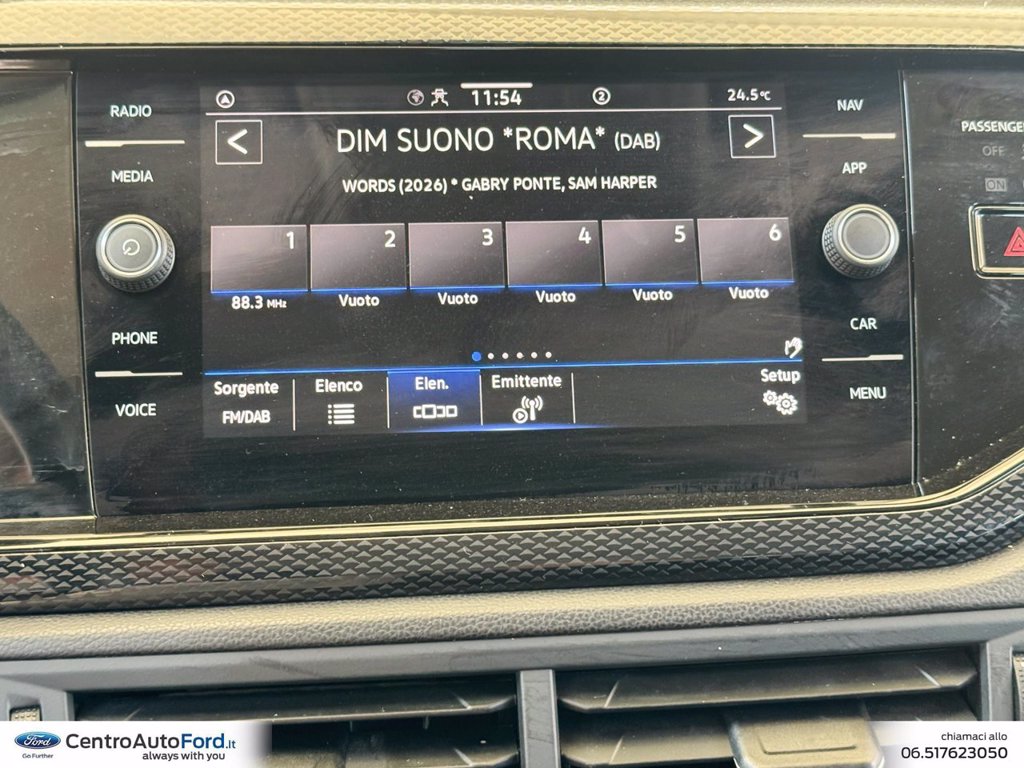 RADIO
MEDIA
PHONE
VOICE
11:54
2
24.5°C
DIM SUONO *ROMA* (DAB)
WORDS (2026) * GABRY PONTE, SAM HARPER
1
2
3
4
5
6
88.3 MHz
Vuoto
Vuoto
Vuoto
Vuoto
Vuoto
Sorgente
FM/DAB
Elenco
Elen.
Emittente
Setup
NAV
APP
CAR
MENU
OFF
ON
Ford
Go Further
CentroAutoFord.it
always with you
chiamaci allo
06.517623050